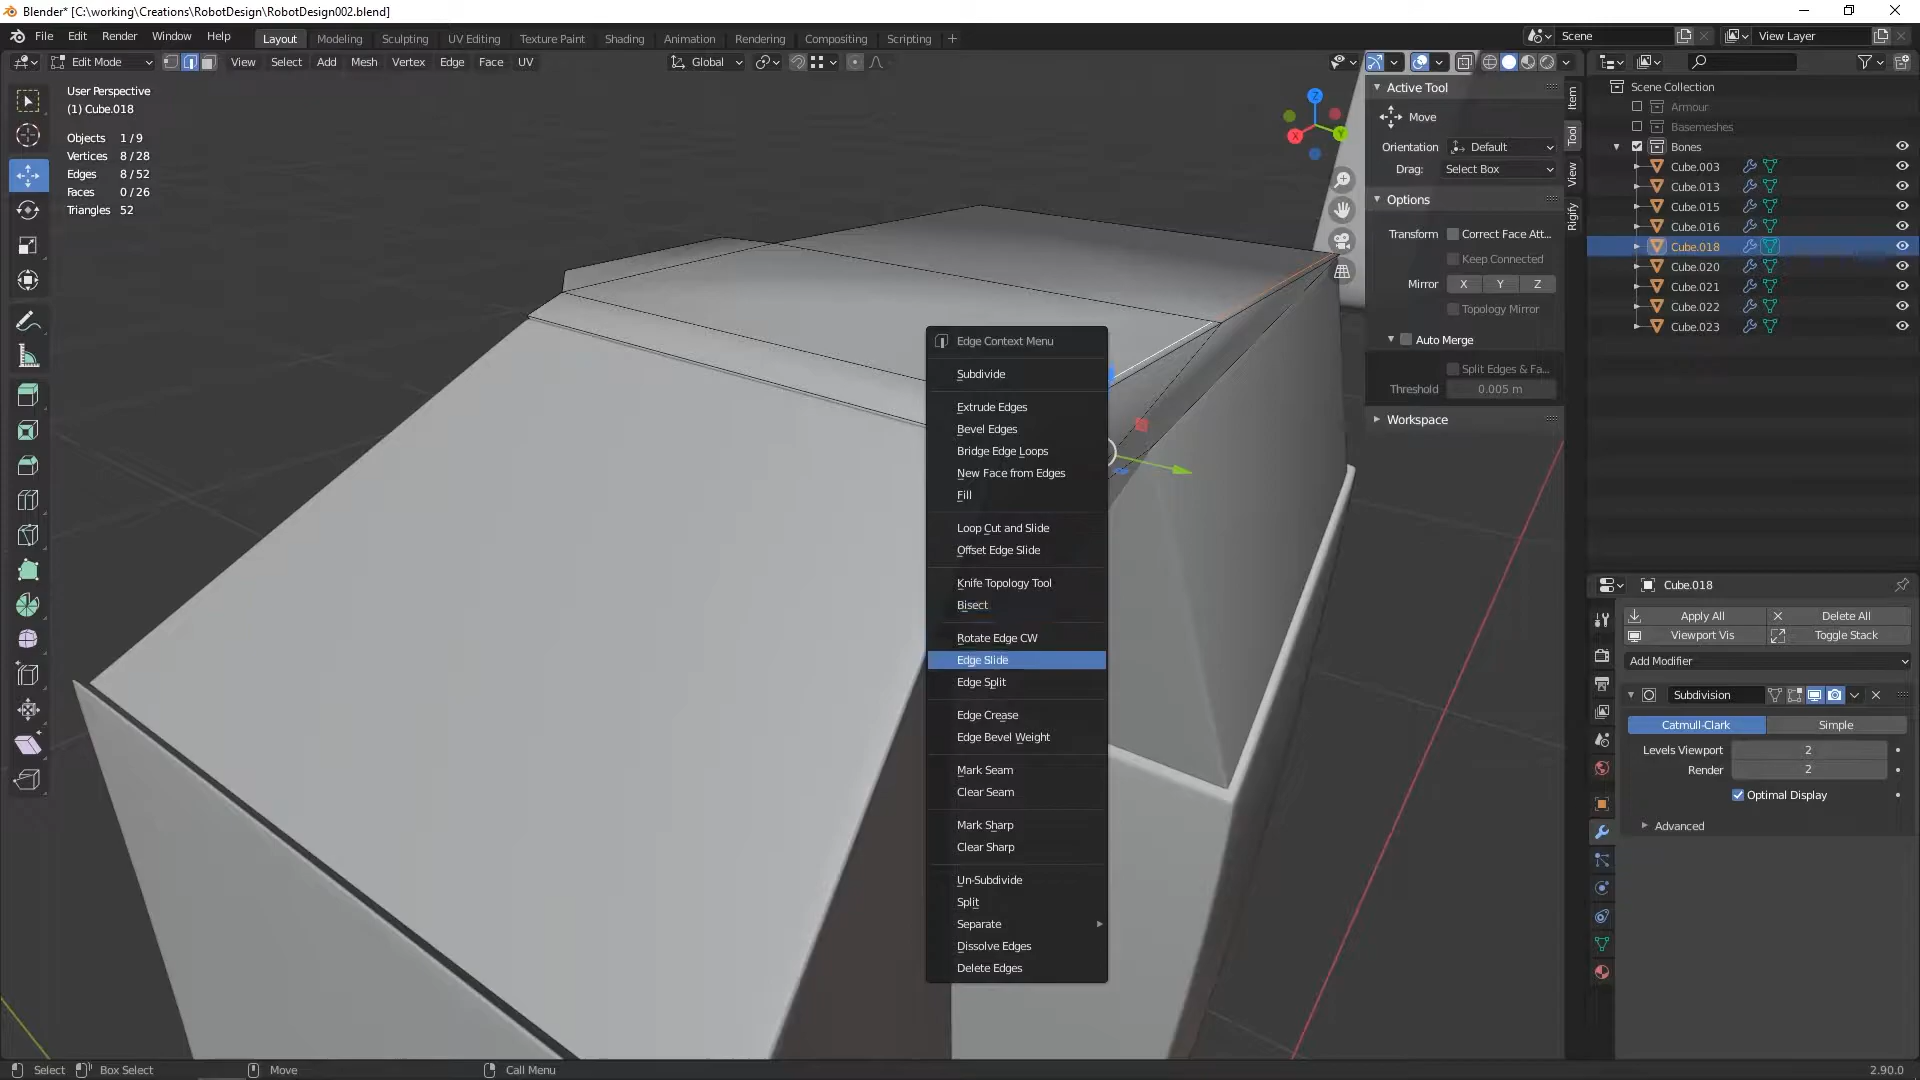 Blender* [C:\working\Creations\RobotDesign\RobotDesign002.blend]
File Edit Render Window Help Layout Modeling Sculpting UV Editing Texture Paint Shading Animation Rendering Compositing Scripting + Scene View Layer
Edit Mode View Select Add Mesh Vertex Edge Face UV Global
User Perspective
(1) Cube.018
Objects 1/9
Vertices 8/28
Edges 8/52
Faces 0/26
Triangles 52
Z
X
Y
Edge Context Menu
Subdivide
Extrude Edges
Bevel Edges
Bridge Edge Loops
New Face from Edges
Fill
Loop Cut and Slide
Offset Edge Slide
Knife Topology Tool
Bisect
Rotate Edge CW
Edge Slide
Edge Split
Edge Crease
Edge Bevel Weight
Mark Seam
Clear Seam
Mark Sharp
Clear Sharp
Un-Subdivide
Split
Separate
Dissolve Edges
Delete Edges
Active Tool
Move
Orientation Default
Drag: Select Box
Options
Transform Correct Face Att...
Keep Connected
Mirror X Y Z
Topology Mirror
Auto Merge
Split Edges & Fa...
Threshold 0.005 m
Workspace
Item
Tool
View
Rigify
Scene Collection
Armour
Basemeshes
Bones
Cube.003
Cube.013
Cube.015
Cube.016
Cube.018
Cube.020
Cube.021
Cube.022
Cube.023
Cube.018
Apply All Delete All
Viewport Vis Toggle Stack
Add Modifier
Subdivision
Catmull-Clark Simple
Levels Viewport 2
Render 2
Optimal Display
Advanced
Select Box Select Move Call Menu 2.90.0